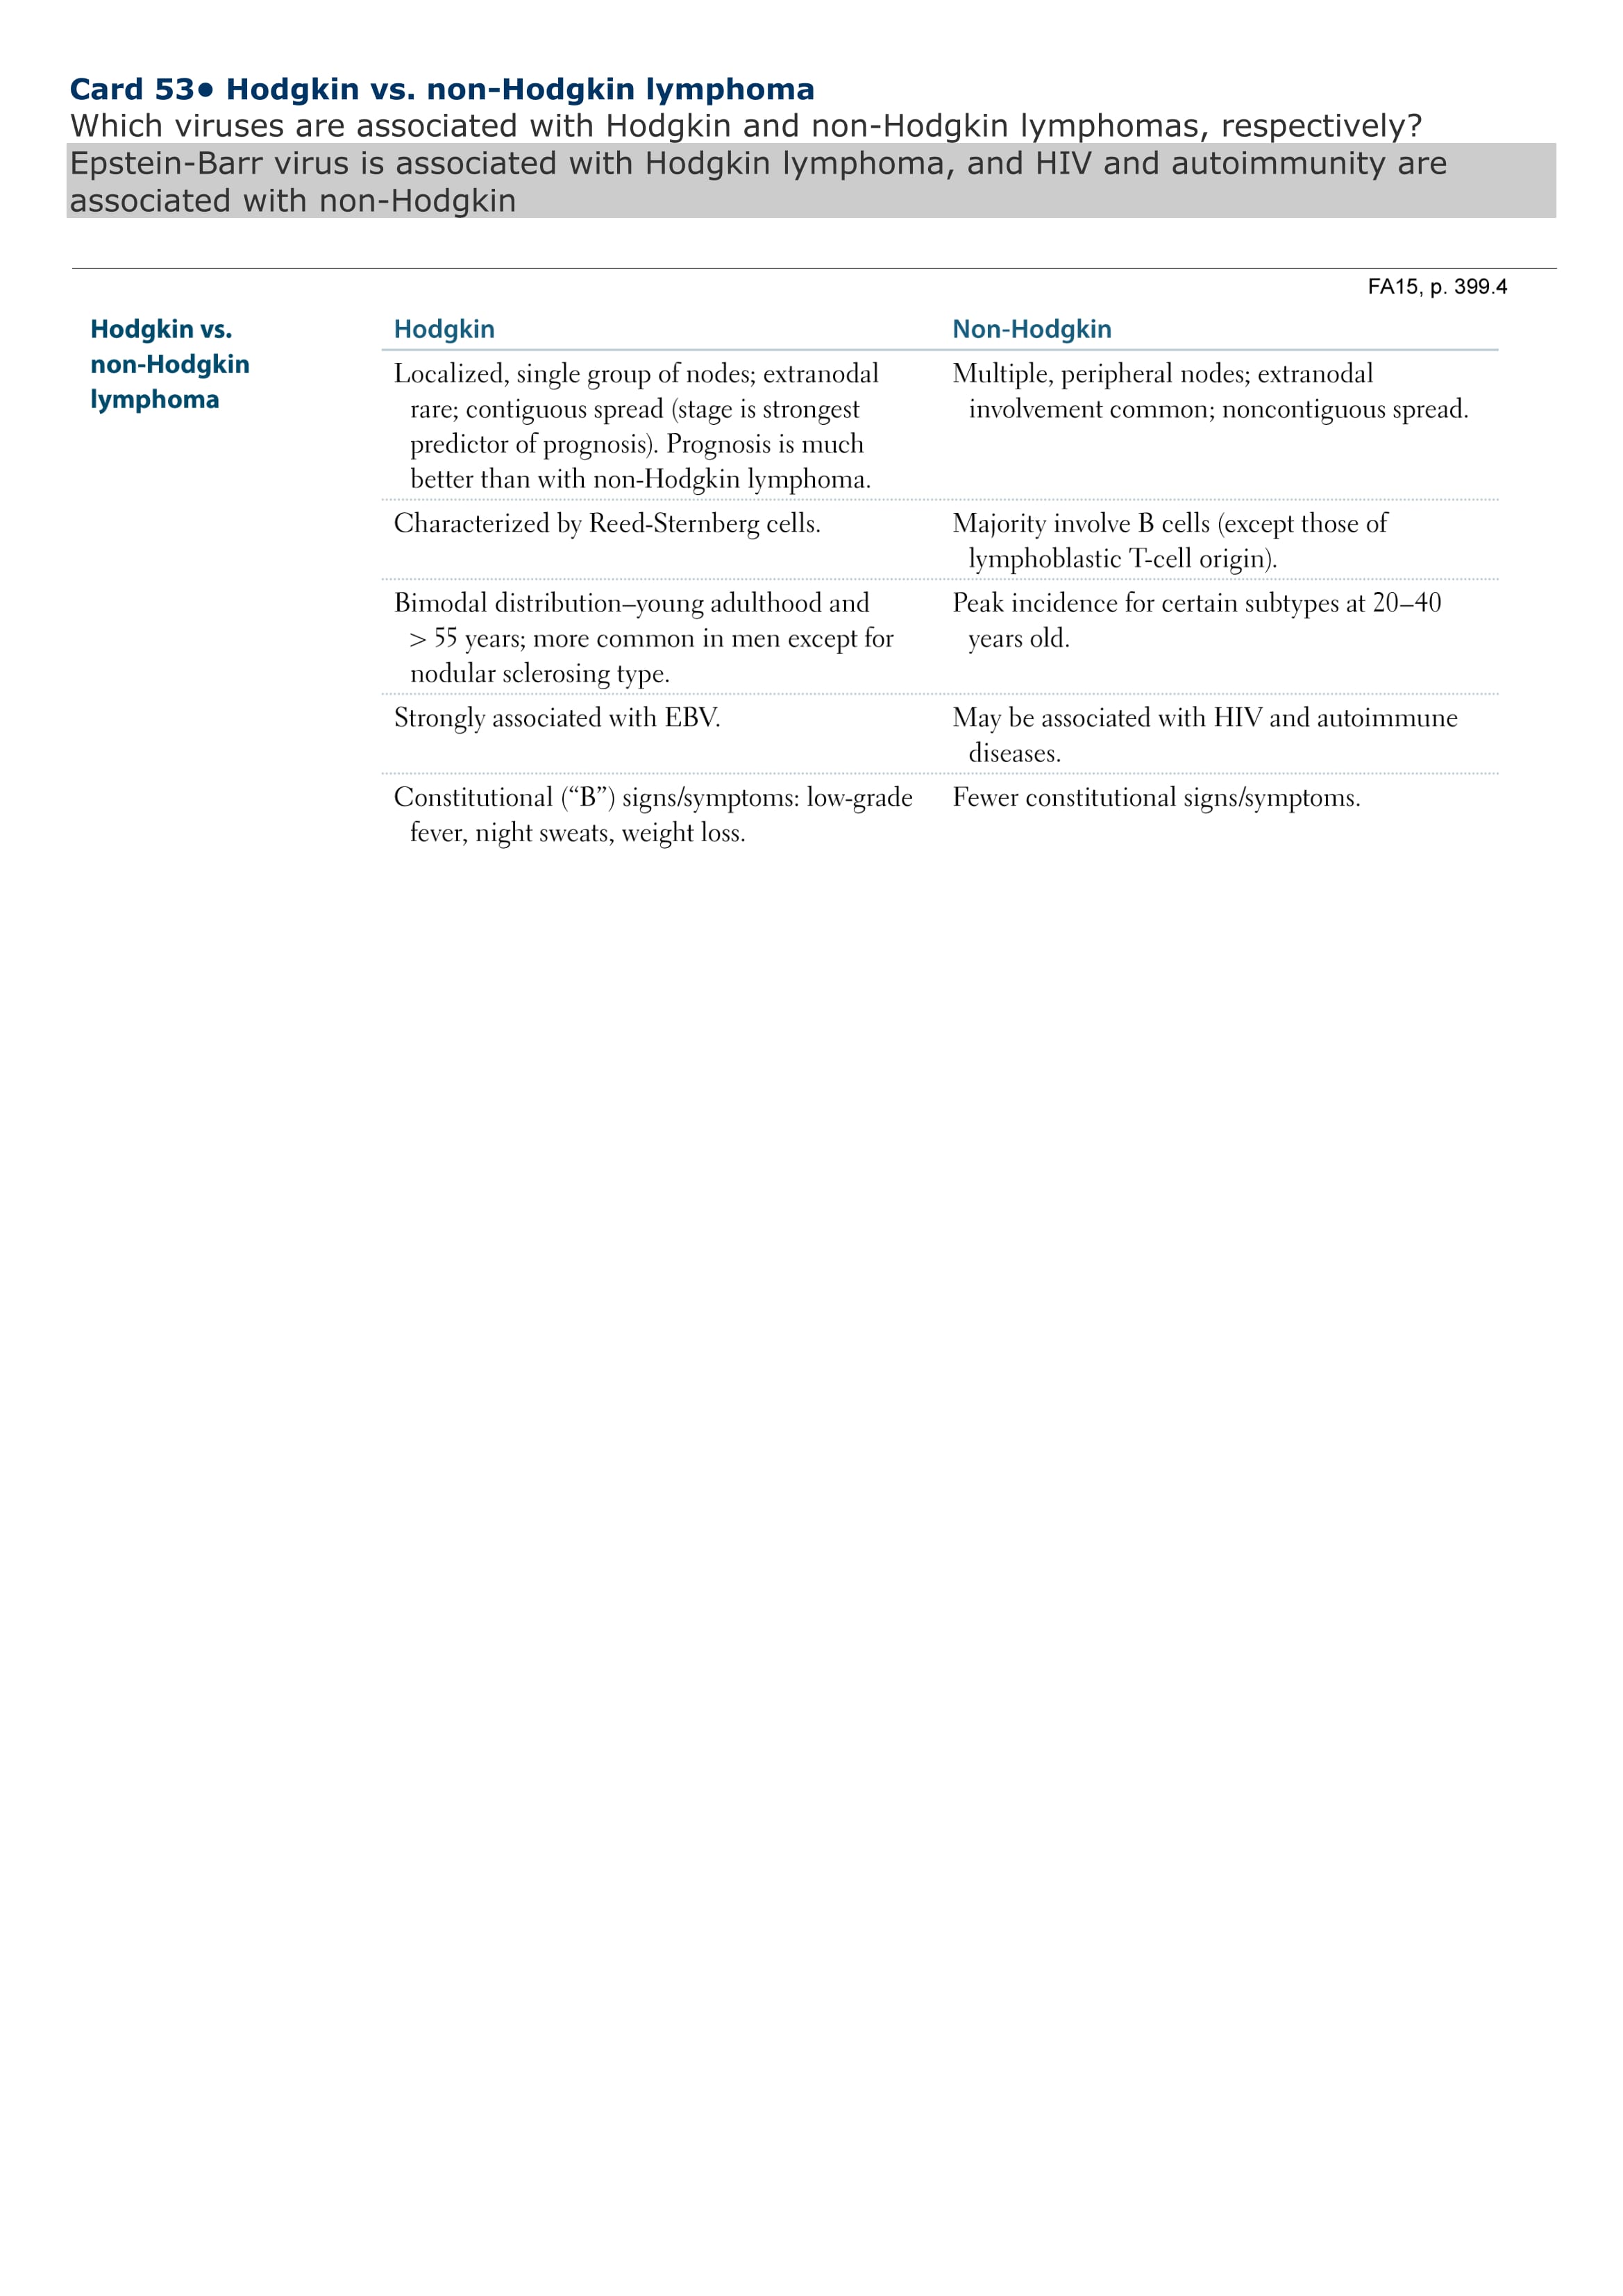 Card 53• Hodgkin vs. non-Hodgkin lymphoma
Which viruses are associated with Hodgkin and non-Hodgkin lymphomas, respectively?
Epstein-Barr virus is associated with Hodgkin lymphoma, and HIV and autoimmunity are
associated with non-Hodgkin
FA15, p. 399.4
Hodgkin vs.
non-Hodgkin
lymphoma
Hodgkin
Non-Hodgkin
Localized, single group of nodes; extranodal
rare; contiguous spread (stage is strongest
predictor of prognosis). Prognosis is much
better than with non-Hodgkin lymphoma.
Multiple, peripheral nodes; extranodal
involvement common; noncontiguous spread.
Characterized by Reed-Sternberg cells.
Majority involve B cells (except those of
lymphoblastic T-cell origin).
Bimodal distribution–young adulthood and
> 55 years; more common in men except for
nodular sclerosing type.
Peak incidence for certain subtypes at 20–40
years old.
Strongly associated with EBV.
May be associated with HIV and autoimmune
diseases.
Constitutional (“B”) signs/symptoms: low-grade
fever, night sweats, weight loss.
Fewer constitutional signs/symptoms.